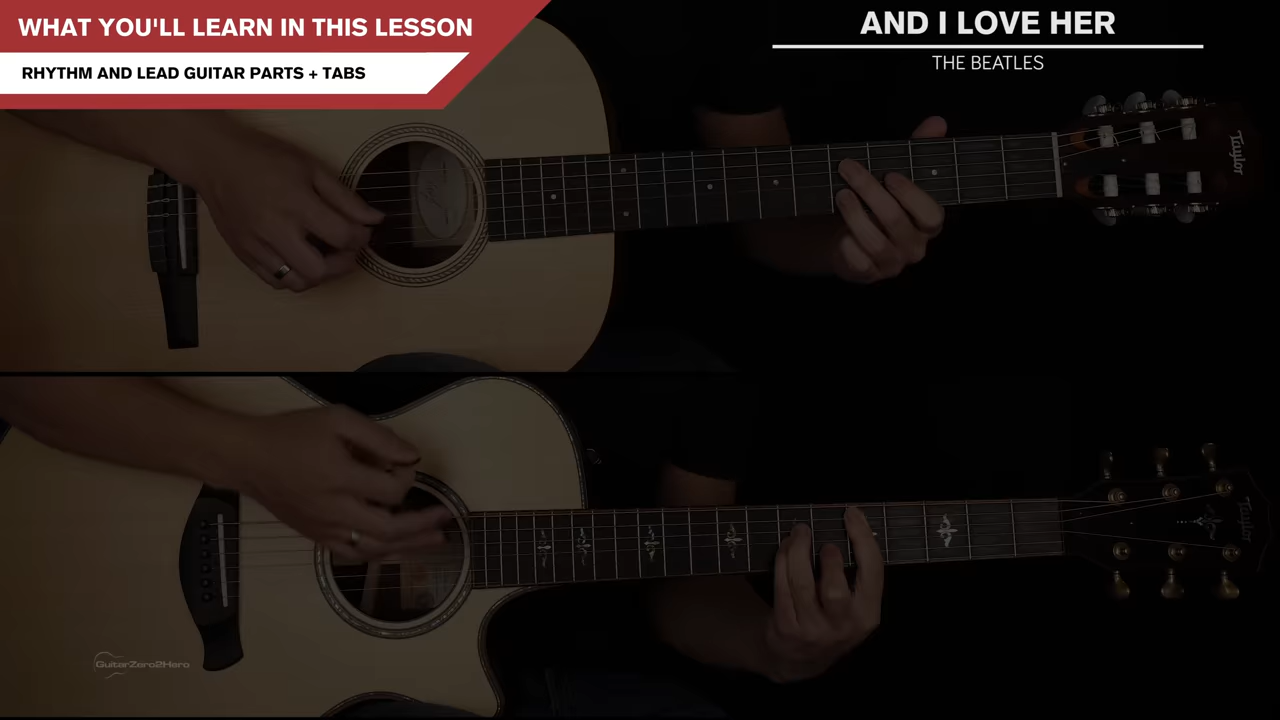 WHAT YOU'LL LEARN IN THIS LESSON
RHYTHM AND LEAD GUITAR PARTS + TABS
AND I LOVE HER
THE BEATLES
Taylor
Taylor
GuitarZero2Hero